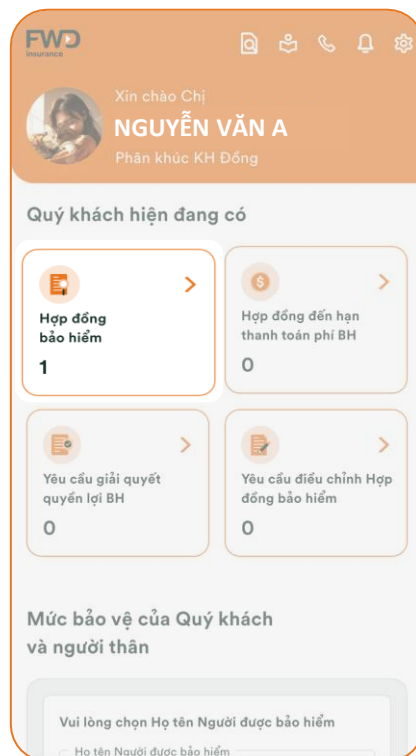 FWD
insurance
Xin chào Chị
NGUYỄN VĂN A
Phân khúc KH Đồng
Quý khách hiện đang có
Hợp đồng
bảo hiểm
1
Hợp đồng đến hạn
thanh toán phí BH
0
Yêu cầu giải quyết
quyền lợi BH
0
Yêu cầu điều chỉnh Hợp
đồng bảo hiểm
0
Mức bảo vệ của Quý khách
và người thân
Vui lòng chọn Họ tên Người được bảo hiểm
Họ tên Người được bảo hiểm